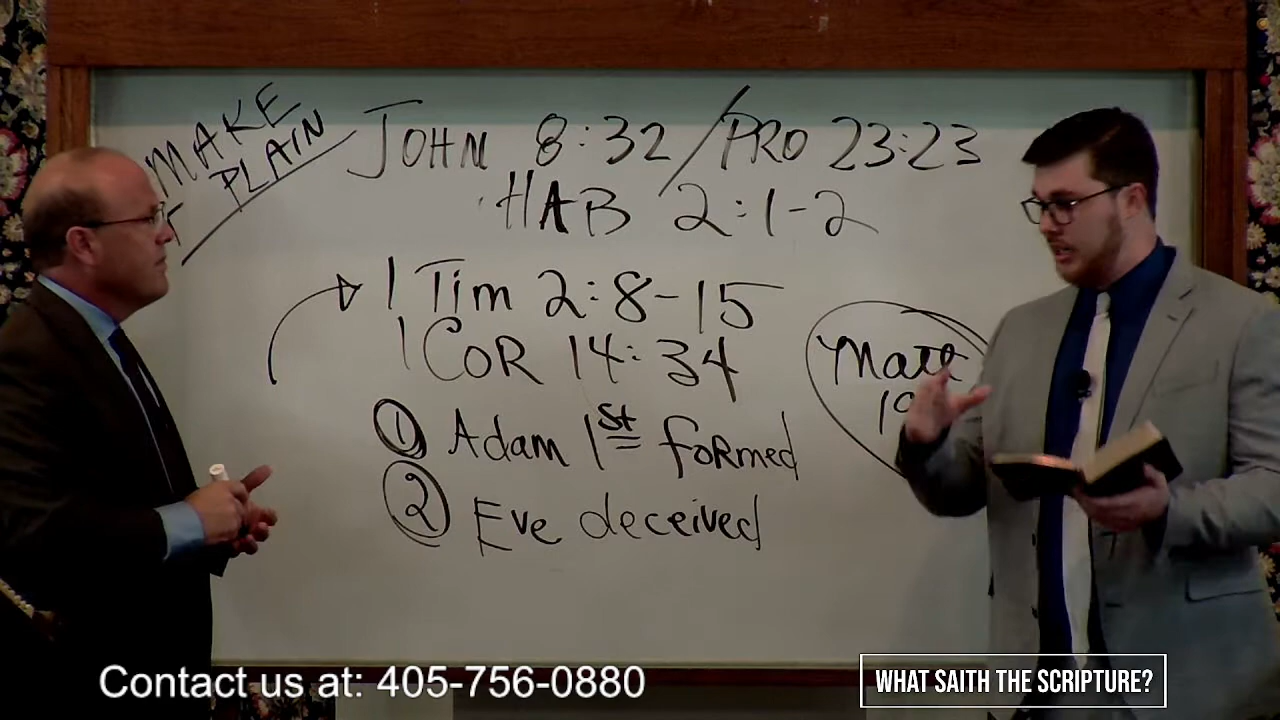 MAKE
PLAIN
JOHN 8:32 / PRO 23:23
HAB 2:1-2
1 Tim 2:8-15
1 COR 14:34
① Adam 1st formed
② Eve deceived
Matt
19
Contact us at: 405-756-0880
WHAT SAITH THE SCRIPTURE?